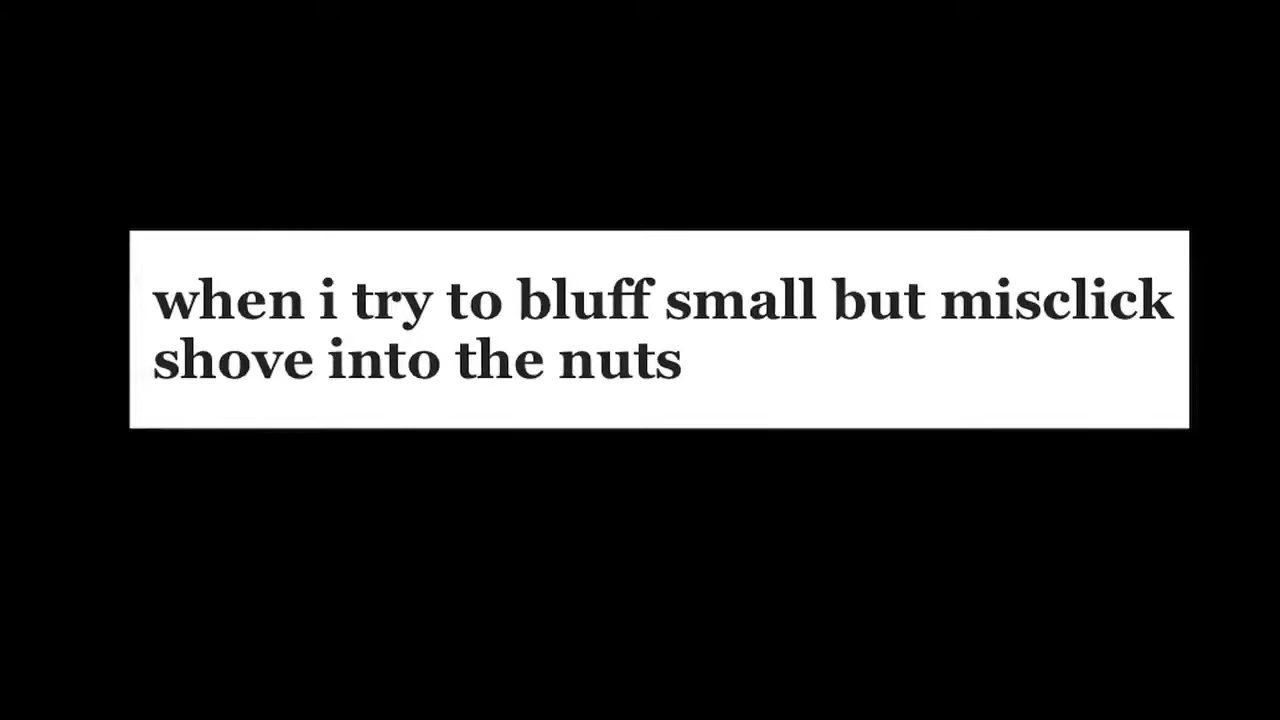 when i try to bluff small but misclick
shove into the nuts